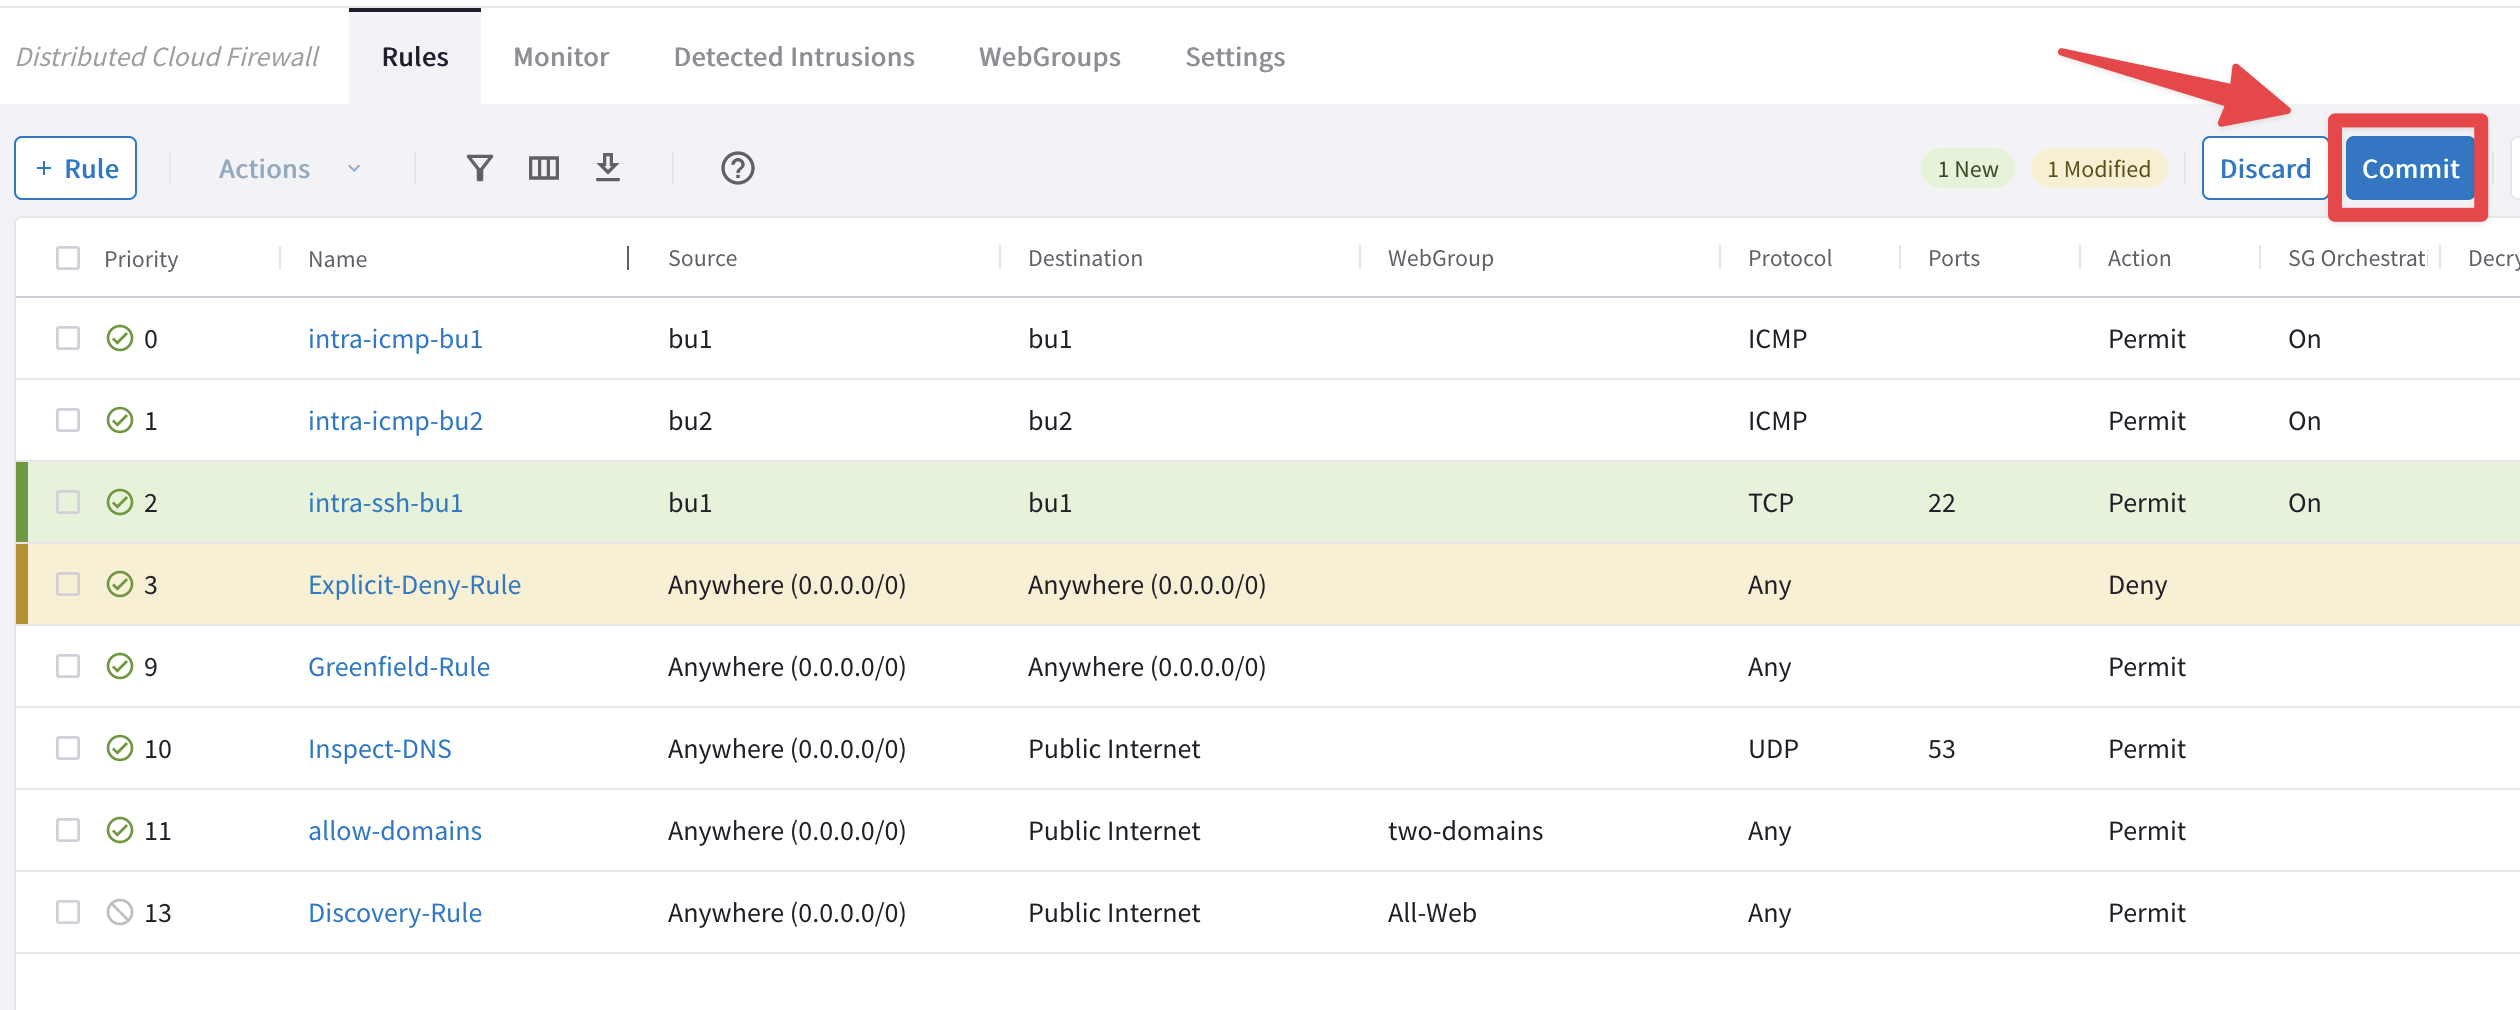 Distributed Cloud Firewall Rules Monitor Detected Intrusions WebGroups Settings
+ Rule Actions 1 New 1 Modified Discard Commit
Priority Name Source Destination WebGroup Protocol Ports Action SG Orchestrati Decry
0 intra-icmp-bu1 bu1 bu1 ICMP Permit On
1 intra-icmp-bu2 bu2 bu2 ICMP Permit On
2 intra-ssh-bu1 bu1 bu1 TCP 22 Permit On
3 Explicit-Deny-Rule Anywhere (0.0.0.0/0) Anywhere (0.0.0.0/0) Any Deny
9 Greenfield-Rule Anywhere (0.0.0.0/0) Anywhere (0.0.0.0/0) Any Permit
10 Inspect-DNS Anywhere (0.0.0.0/0) Public Internet UDP 53 Permit
11 allow-domains Anywhere (0.0.0.0/0) Public Internet two-domains Any Permit
13 Discovery-Rule Anywhere (0.0.0.0/0) Public Internet All-Web Any Permit